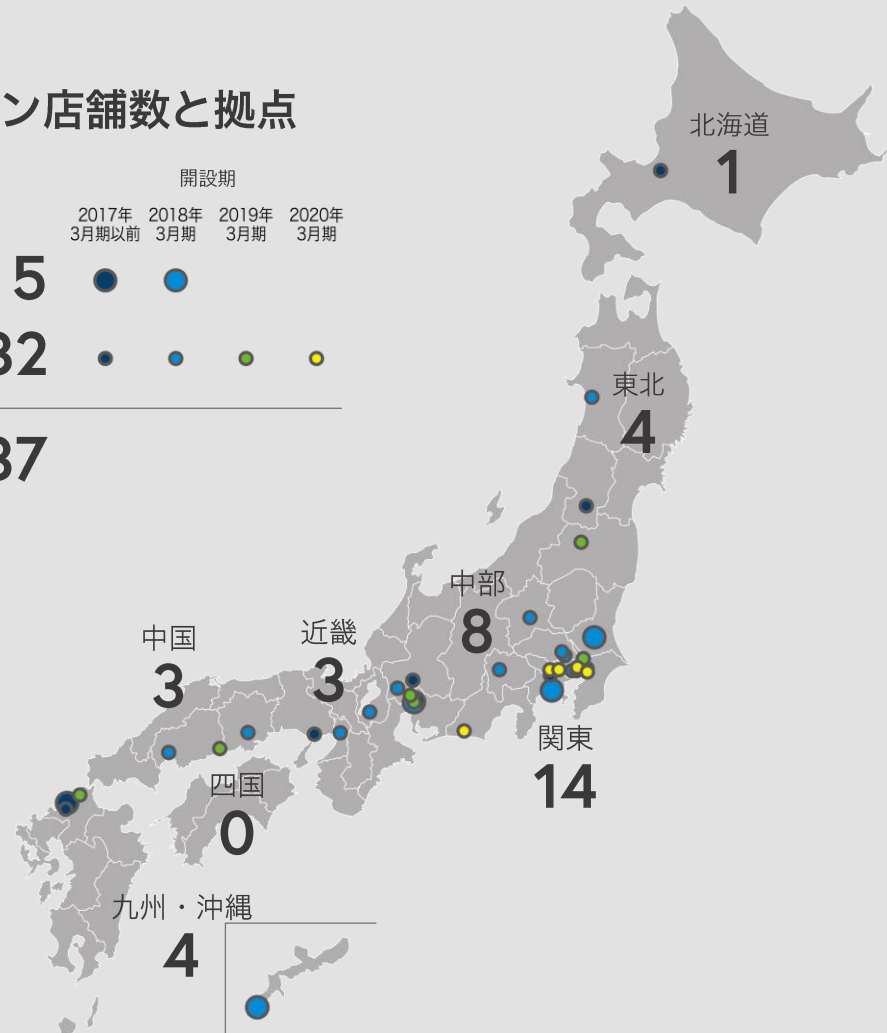 ン店舗数と拠点
開設期
2017年 2018年 2019年 2020年
3月期以前 3月期 3月期 3月期
5
32
37
北海道
1
東北
4
中部
8
近畿
3
中国
3
関東
14
四国
0
九州・沖縄
4